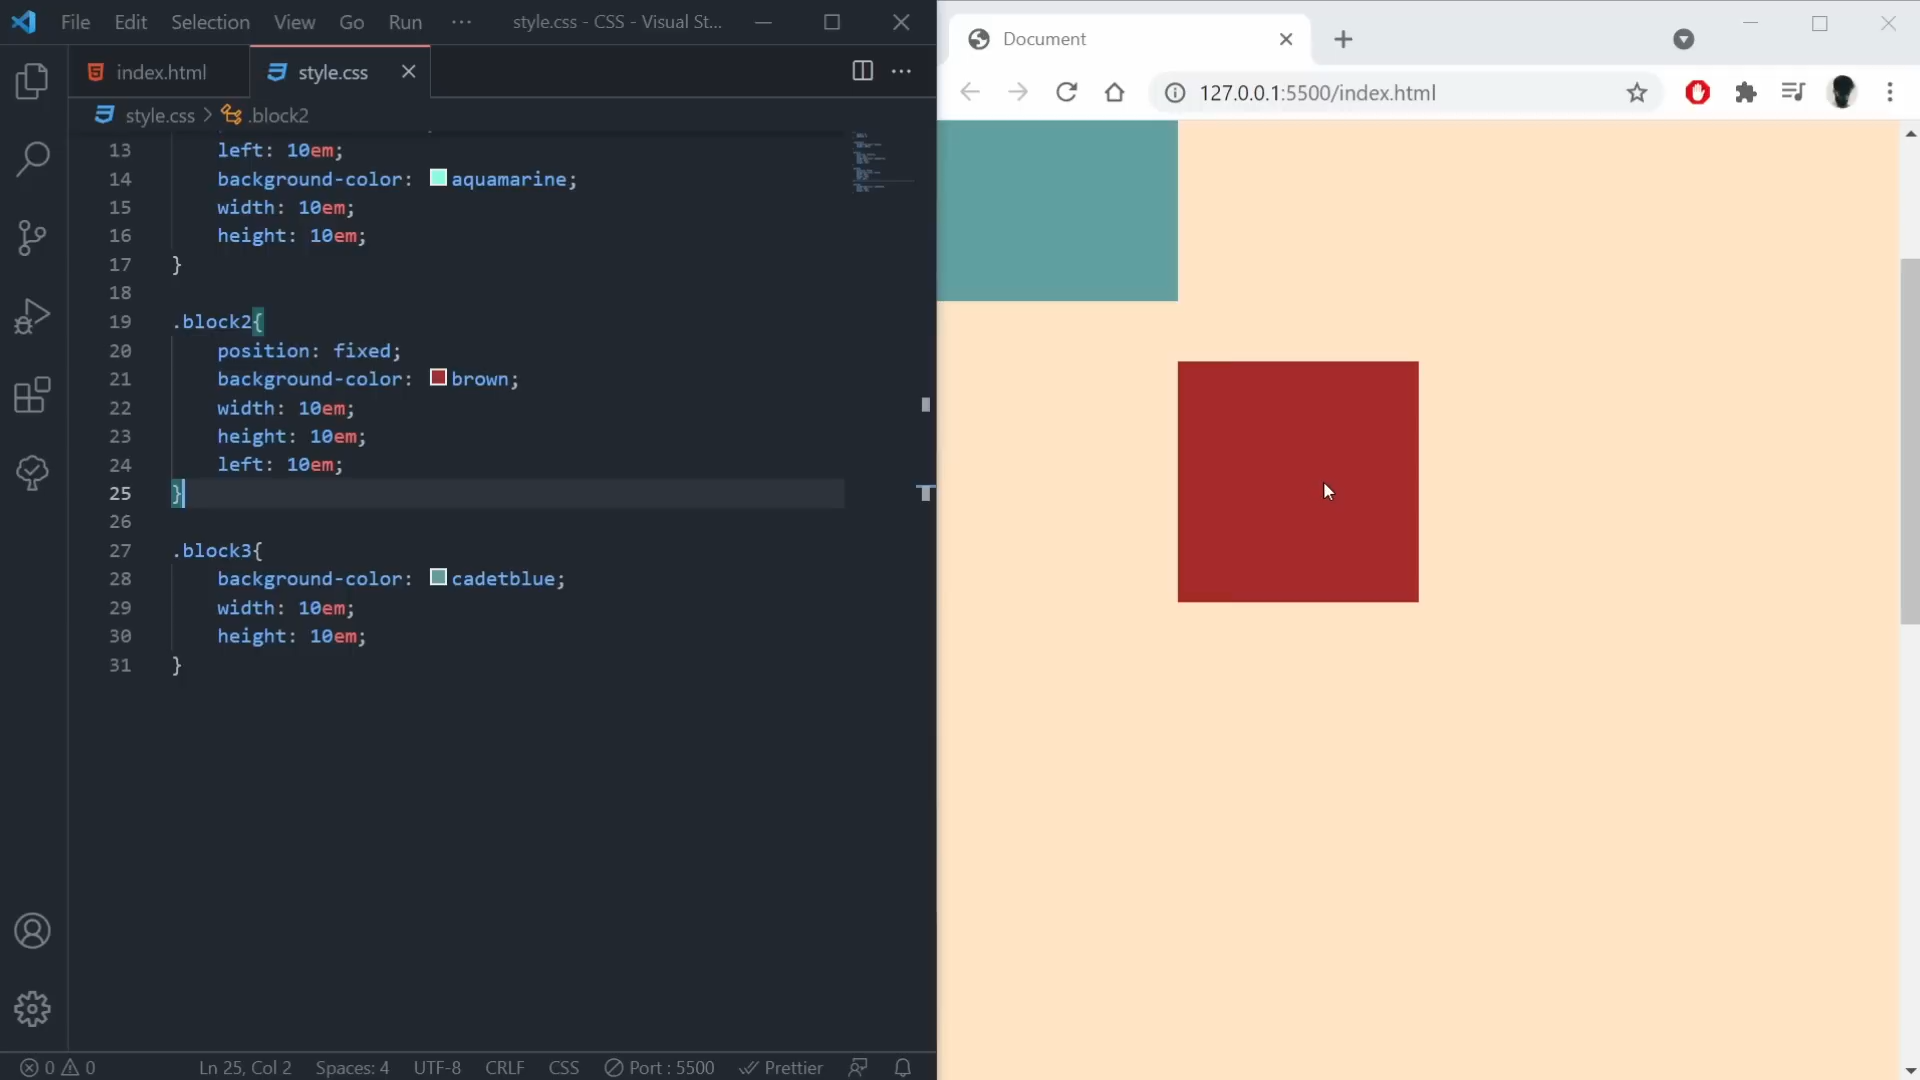 File Edit Selection View Go Run ··· style.css - CSS - Visual St...
index.html style.css
style.css > .block2
13 left: 10em;
14 background-color: aquamarine;
15 width: 10em;
16 height: 10em;
17 }
18
19 .block2{
20 position: fixed;
21 background-color: brown;
22 width: 10em;
23 height: 10em;
24 left: 10em;
25 }
26
27 .block3{
28 background-color: cadetblue;
29 width: 10em;
30 height: 10em;
31 }
0 0 Ln 25, Col 2 Spaces: 4 UTF-8 CRLF CSS Port : 5500 Prettier
Document
127.0.0.1:5500/index.html